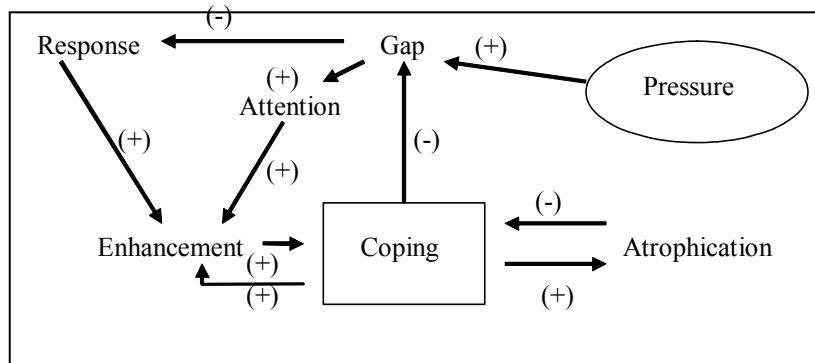 (-)
Response
Gap
(+)
Pressure
(+)
Attention
(+)
(+)
(-)
(-)
Enhancement
Coping
Atrophication
(+)
(+)
(+)